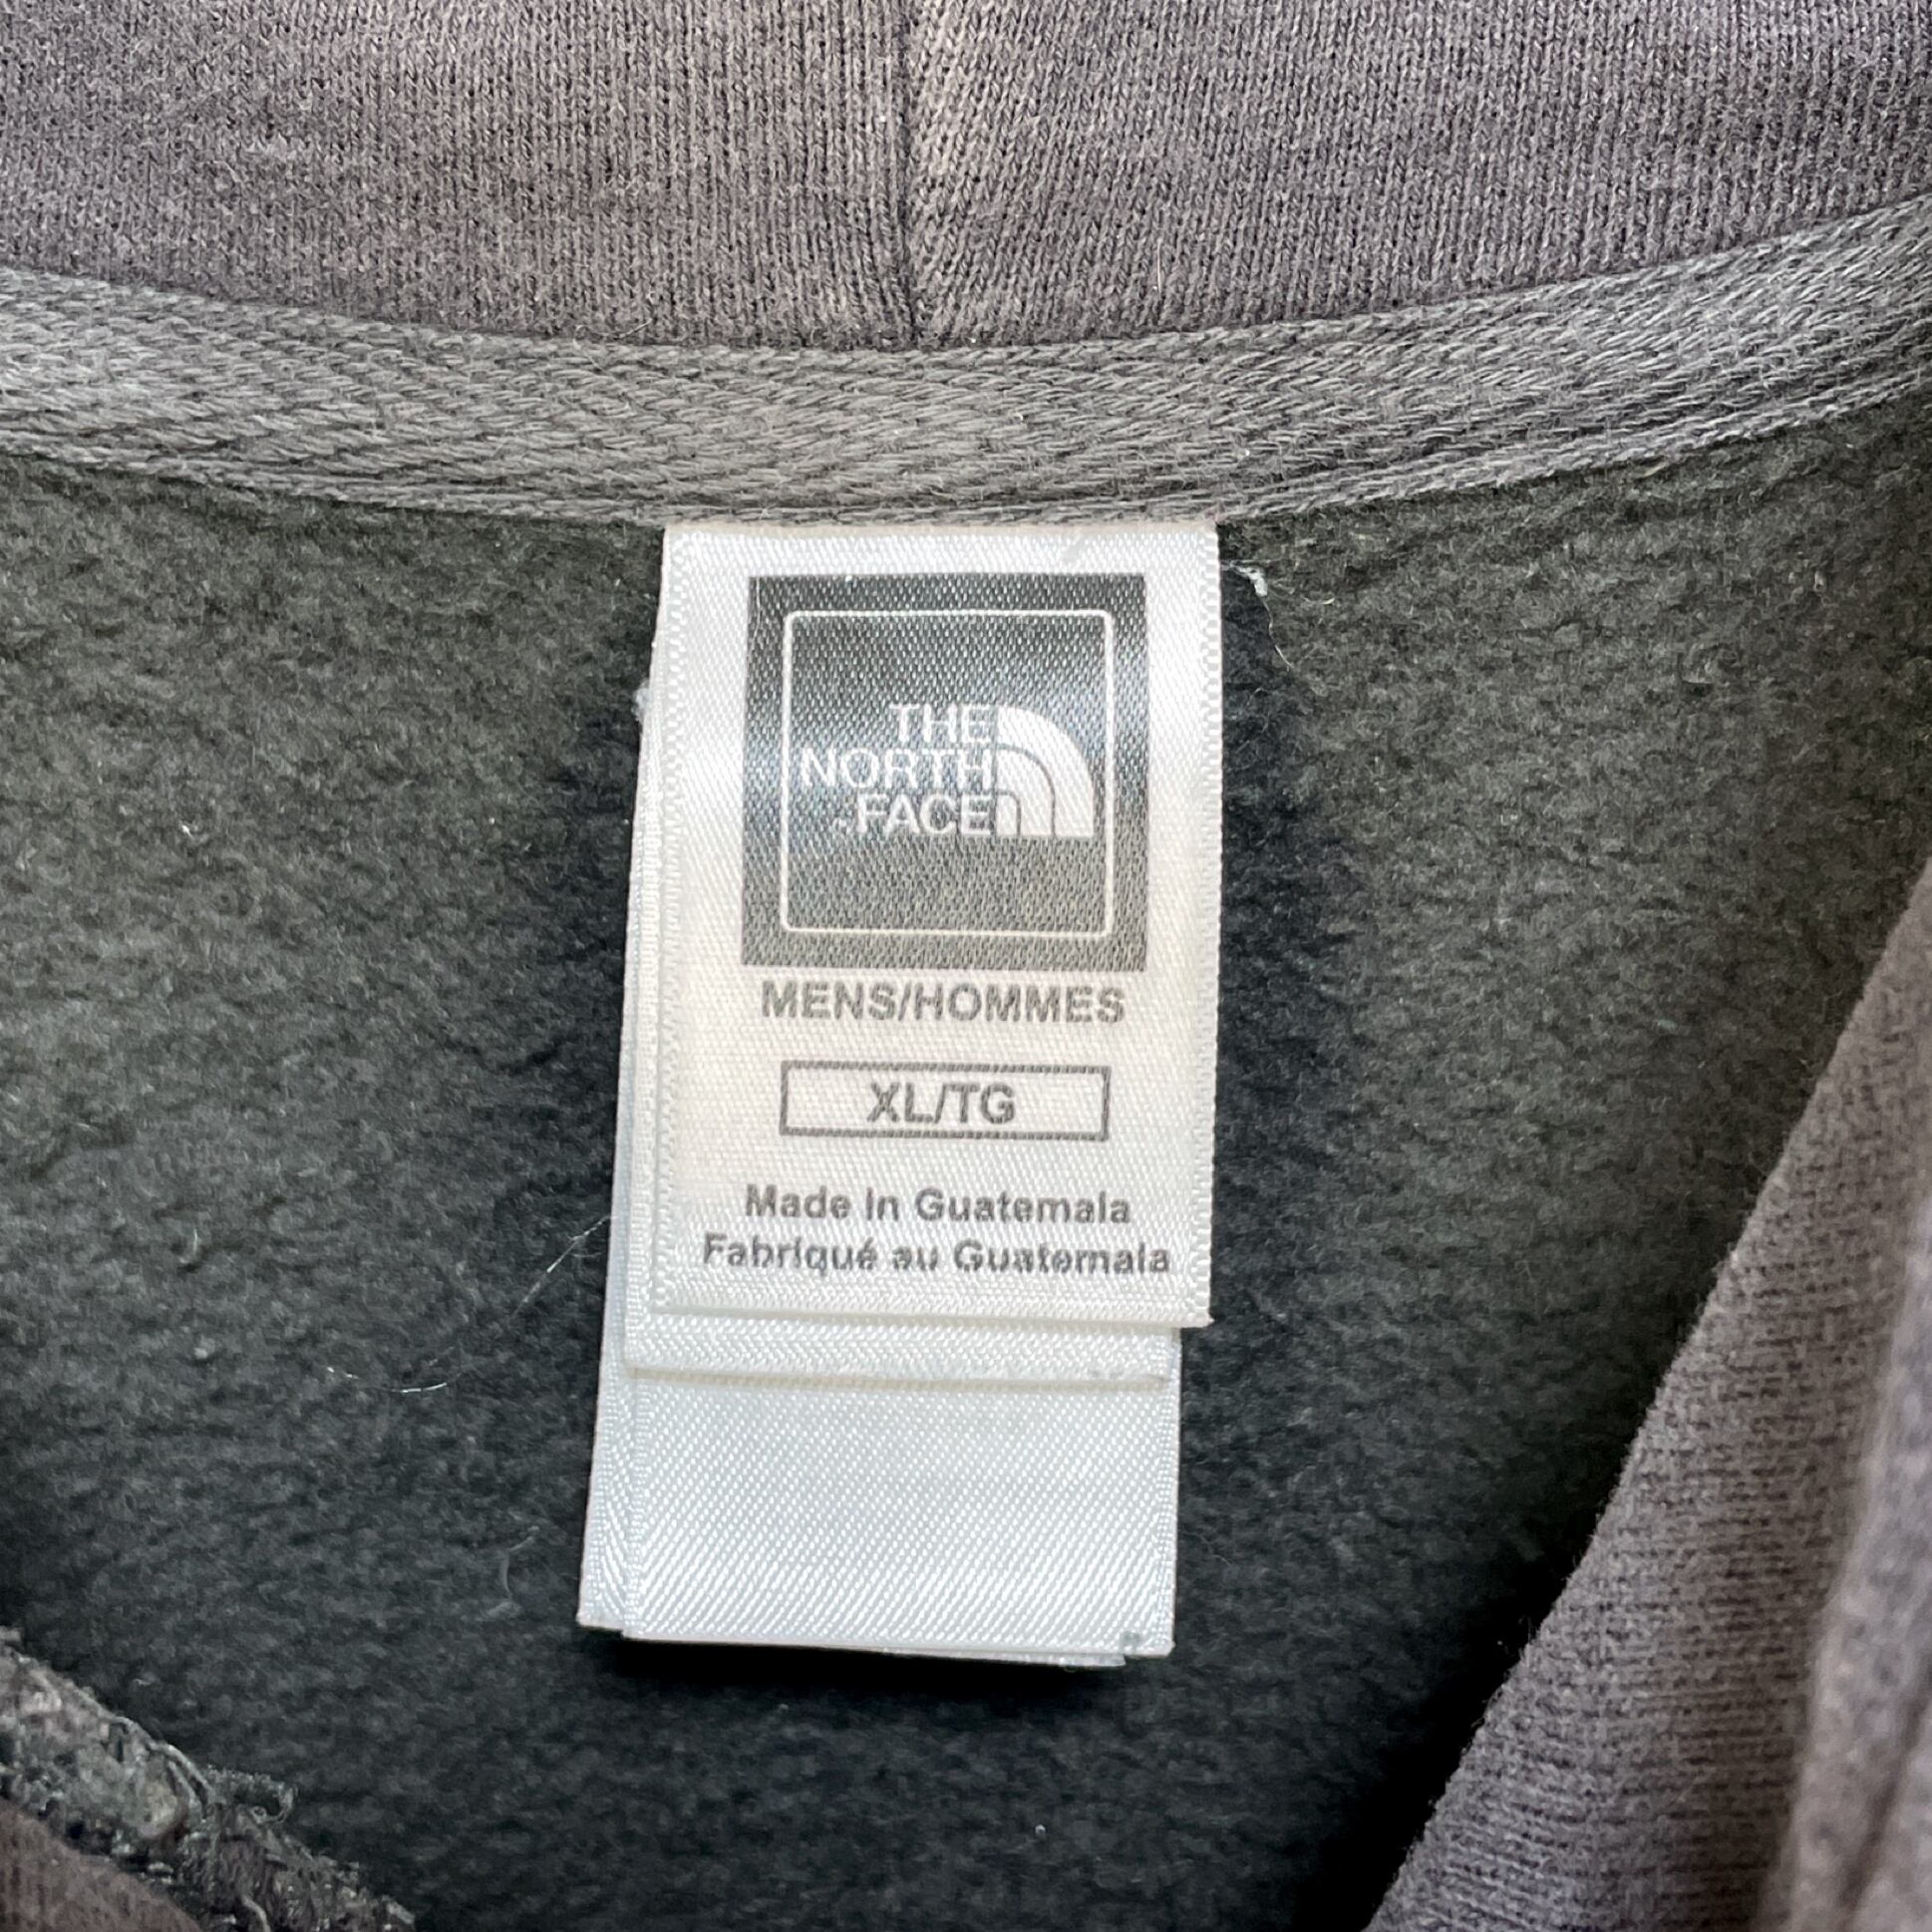 THE
NORTH
FACE
MENS/HOMMES
XL/TG
Made in Guatemala
Fabriqué au Guatemala